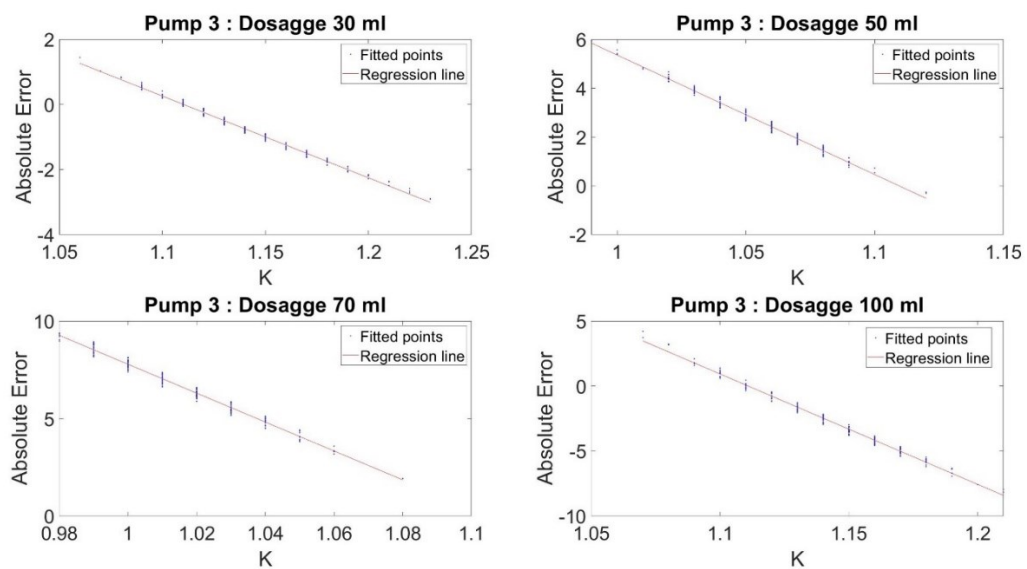 Pump 3 : Dosagge 30 ml
2
0
-2
-4
Absolute Error
Fitted points
Regression line
1.05
1.1
1.15
1.2
1.25
K
Pump 3 : Dosagge 50 ml
6
4
2
0
-2
Absolute Error
Fitted points
Regression line
1
1.05
1.1
1.15
K
Pump 3 : Dosagge 70 ml
10
5
0
Absolute Error
Fitted points
Regression line
0.98
1
1.02
1.04
1.06
1.08
1.1
K
Pump 3 : Dosagge 100 ml
5
0
-5
-10
Absolute Error
Fitted points
Regression line
1.05
1.1
1.15
1.2
K